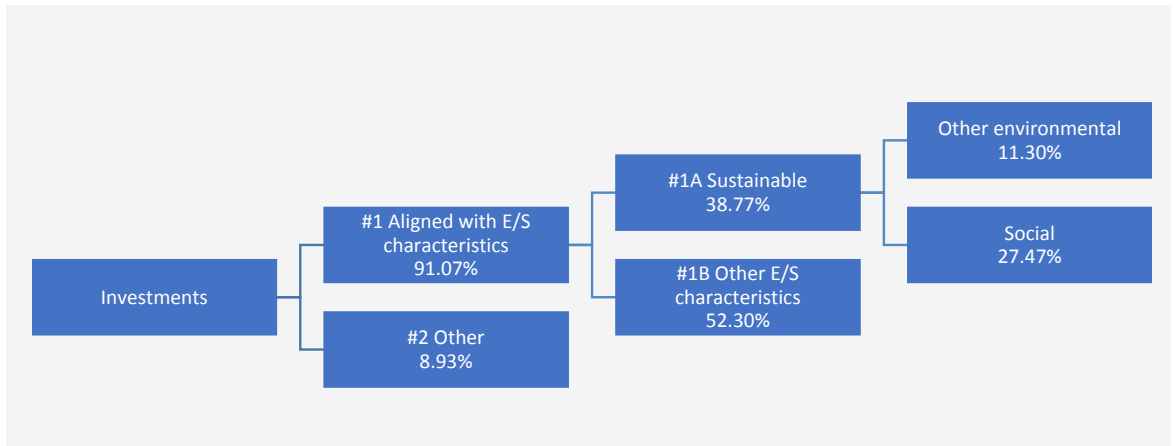 Investments
#1 Aligned with E/S
characteristics
91.07%
#2 Other
8.93%
#1A Sustainable
38.77%
#1B Other E/S
characteristics
52.30%
Other environmental
11.30%
Social
27.47%